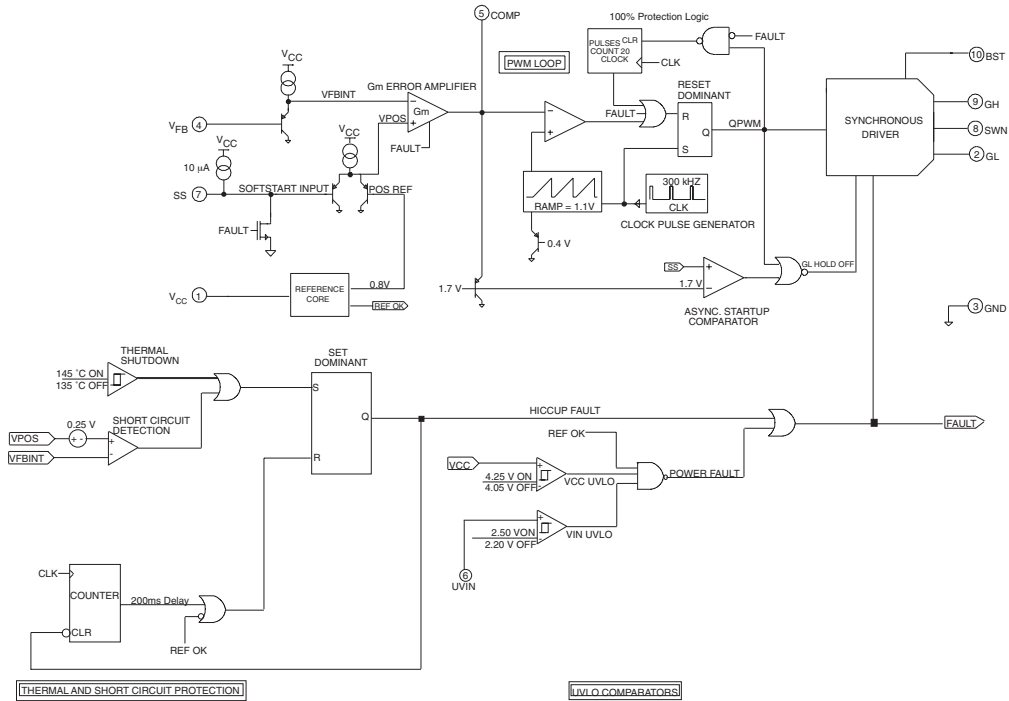 5 COMP
100% Protection Logic
FAULT
PULSES CLR
COUNT 20
CLOCK
CLK
PWM LOOP
10 BST
VCC
Gm ERROR AMPLIFIER
VFBINT
Gm
VPOS
FAULT
VFB 4
VCC
VCC
10 µA
SS 7
SOFTSTART INPUT
POS REF
FAULT
RESET
DOMINANT
FAULT
R
Q
S
QPWM
SYNCHRONOUS
DRIVER
9 GH
8 SWN
2 GL
RAMP = 1.1V
300 kHZ
CLK
CLOCK PULSE GENERATOR
0.4 V
GL HOLD OFF
SS
+
1.7 V
1.7 V
−
ASYNC. STARTUP
COMPARATOR
VCC 1
REFERENCE
CORE
0.8V
REF OK
3 GND
THERMAL
SHUTDOWN
145 ˚C ON
135 ˚C OFF
SET
DOMINANT
S
Q
R
0.25 V
SHORT CIRCUIT
DETECTION
VPOS
+ -
+
VFBINT
-
HICCUP FAULT
FAULT
REF OK
VCC
+
4.25 V ON
4.05 V OFF
-
VCC UVLO
POWER FAULT
+
2.50 VON
2.20 V OFF
-
VIN UVLO
6
UVIN
CLK
COUNTER
CLR
200ms Delay
REF OK
THERMAL AND SHORT CIRCUIT PROTECTION
UVLO COMPARATORS